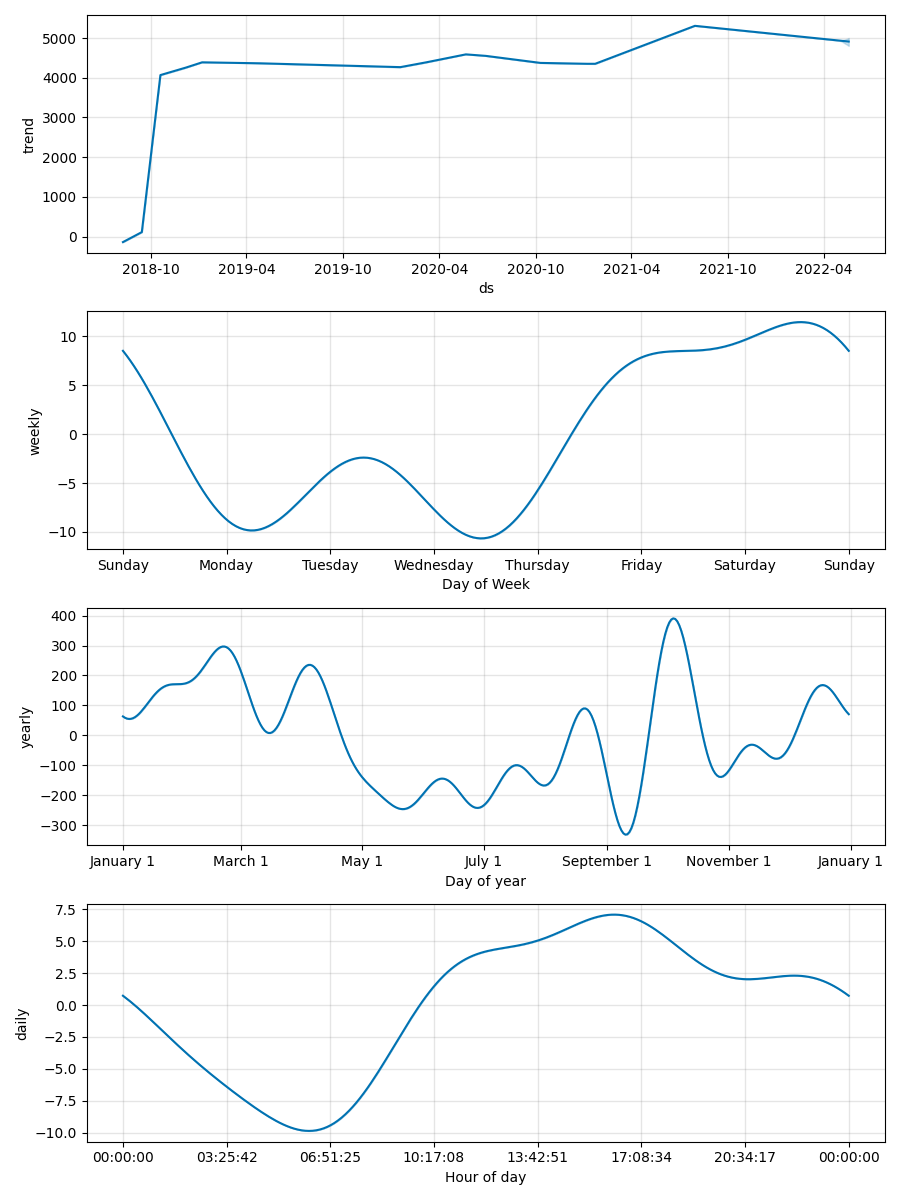 5000
4000
3000
2000
1000
0
trend
2018-10 2019-04 2019-10 2020-04 2020-10 2021-04 2021-10 2022-04
ds
10
5
0
−5
−10
weekly
Sunday Monday Tuesday Wednesday Thursday Friday Saturday Sunday
Day of Week
400
300
200
100
0
−100
−200
−300
yearly
January 1 March 1 May 1 July 1 September 1 November 1 January 1
Day of year
7.5
5.0
2.5
0.0
−2.5
−5.0
−7.5
−10.0
daily
00:00:00 03:25:42 06:51:25 10:17:08 13:42:51 17:08:34 20:34:17 00:00:00
Hour of day